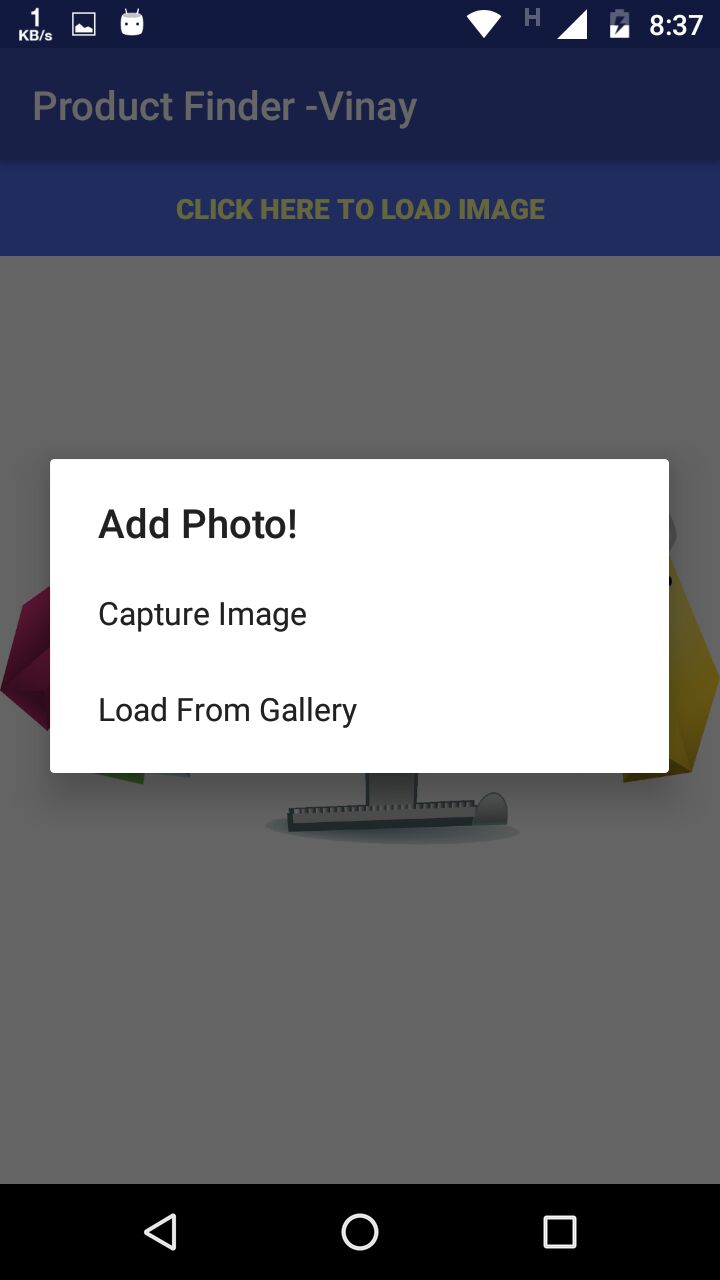 1
KB/s
H
8:37
Product Finder -Vinay
CLICK HERE TO LOAD IMAGE
Add Photo!
Capture Image
Load From Gallery